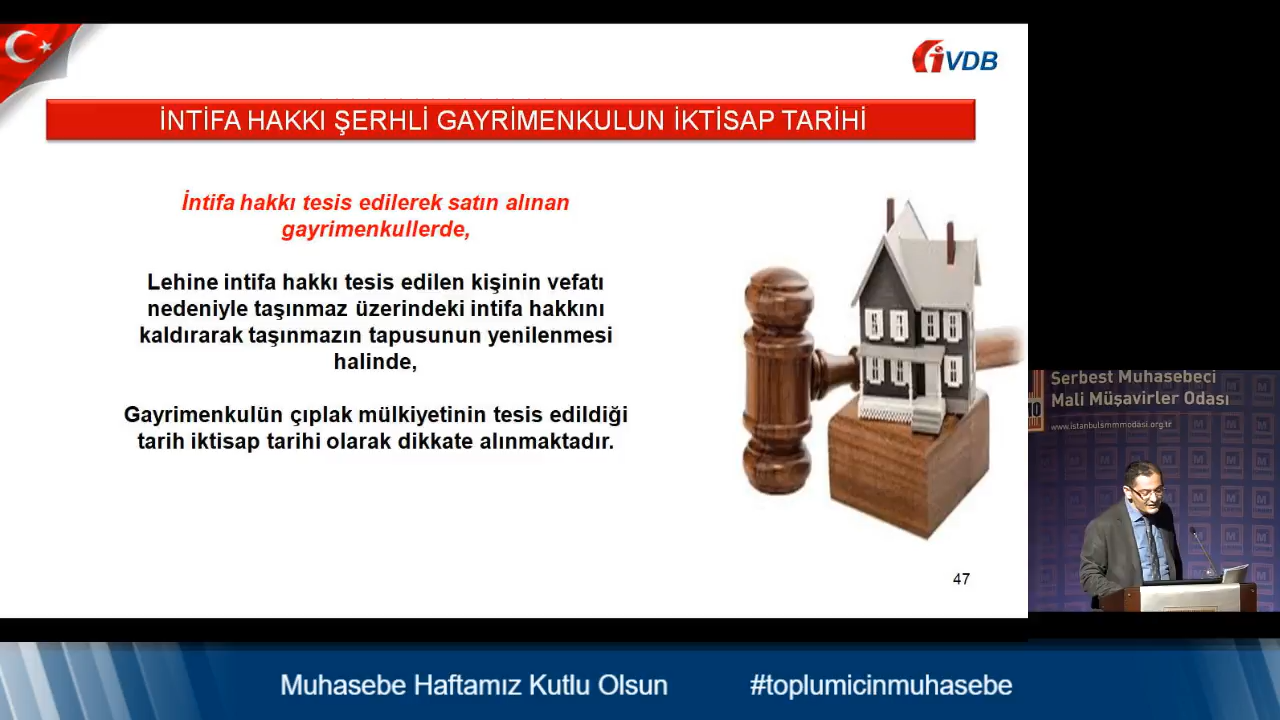 iVDB
İNTİFA HAKKI ŞERHLİ GAYRİMENKULUN İKTİSAP TARİHİ
İntifa hakkı tesis edilerek satın alınan
gayrimenkullerde,
Lehine intifa hakkı tesis edilen kişinin vefatı
nedeniyle taşınmaz üzerindeki intifa hakkını
kaldırarak taşınmazın tapusunun yenilenmesi
halinde,
Gayrimenkulün çıplak mülkiyetinin tesis edildiği
tarih iktisap tarihi olarak dikkate alınmaktadır.
47
Serbest Muhasebeci
Mali Müşavirler Odası
www.istanbulsmmmodasi.org.tr
Muhasebe Haftamız Kutlu Olsun
#toplumicinmuhasebe